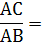 AC/AB =